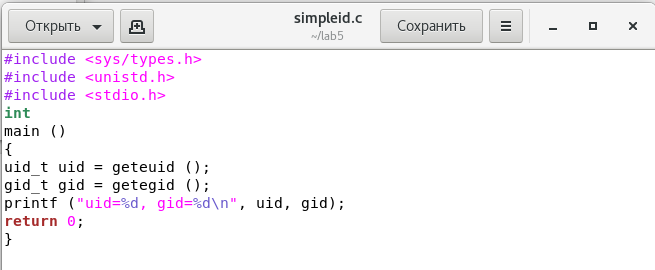 Открыть
simpleid.c
~/lab5
Сохранить
#include <sys/types.h>
#include <unistd.h>
#include <stdio.h>
int
main ()
{
uid_t uid = geteuid ();
gid_t gid = getegid ();
printf ("uid=%d, gid=%d\n", uid, gid);
return 0;
}